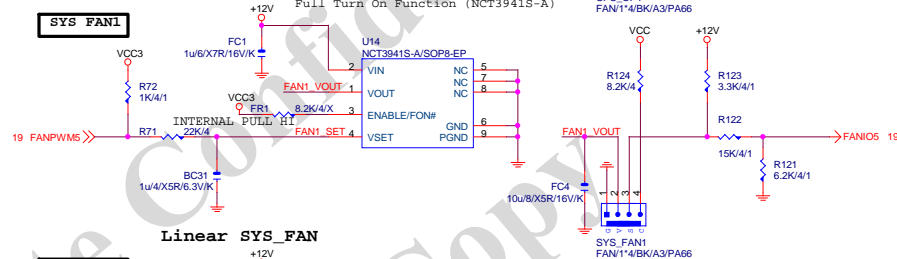 Full Turn On Function (NCT3941S-A)
FAN/1*4/BK/A3/PA66
SYS FAN1
+12V
FC1
1u/6/X7R/16V/K
U14
NCT3941S-A/SOP8-EP
2 VIN
1 VOUT
3 ENABLE/FON#
4 VSET
NC 5
NC 7
NC 8
GND 6
PGND 9
FAN1_VOUT
VCC3
FR1 8.2K/4/X
INTERNAL PULL HI
FAN1_SET
VCC3
R72
1K/4/1
19 FANPWM5
R71 22K/4
BC31
1u/4/X5R/6.3V/K
VCC
R124
8.2K/4
+12V
R123
3.3K/4/1
R122
15K/4/1
FANIO5 19
R121
6.2K/4/1
FAN1_VOUT
FC4
10u/8/X5R/16V/K
1 2 3 4
G V S C
SYS_FAN1
FAN/1*4/BK/A3/PA66
Linear SYS_FAN
+12V
Copy